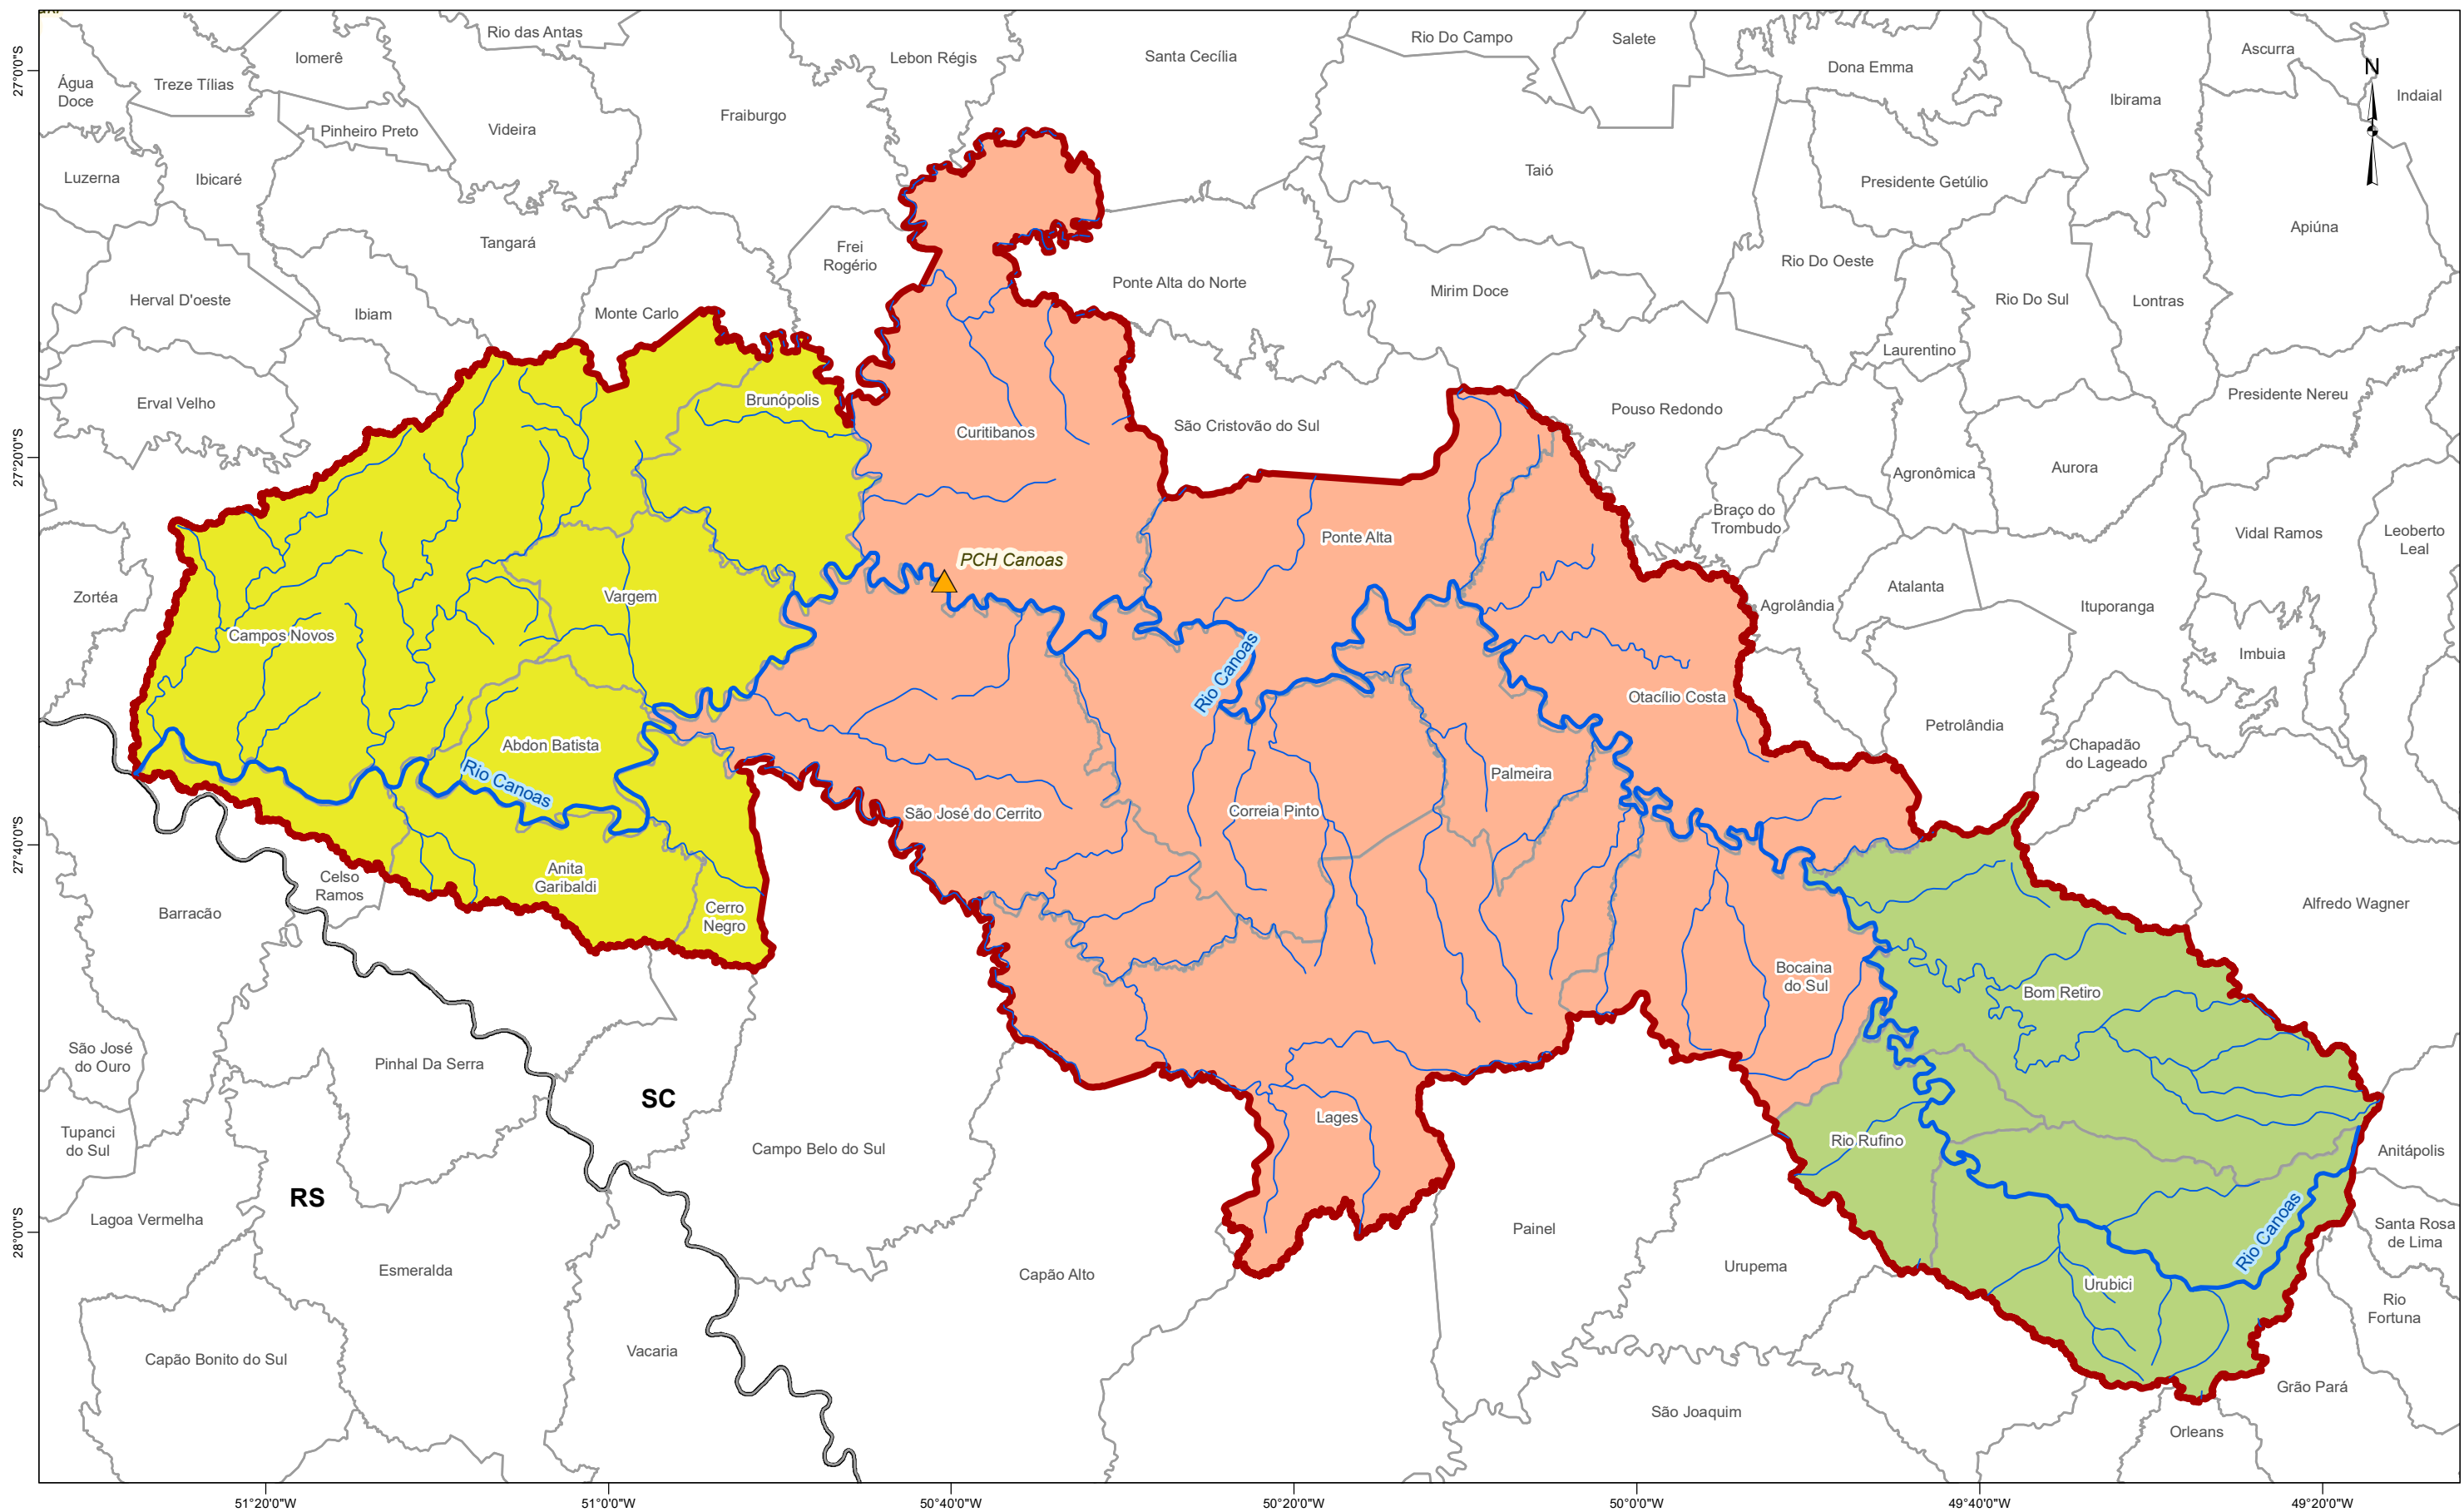 Rio das Antas
Rio Do Campo
Salete
Ascurra
Iomerê
Lebon Régis
Santa Cecília
Dona Emma
N
27°0'0"S
Água
Doce
Treze Tílias
Ibirama
Indaial
Fraiburgo
Pinheiro Preto
Videira
Luzerna
Ibicaré
Taió
Presidente Getúlio
Apiúna
Tangará
Frei
Rogério
Rio Do Oeste
Herval D'oeste
Ibiam
Monte Carlo
Ponte Alta do Norte
Mirim Doce
Rio Do Sul
Lontras
Laurentino
Erval Velho
Brunópolis
Pouso Redondo
Presidente Nereu
Curitibanos
São Cristovão do Sul
27°20'0"S
Agronômica
Aurora
Braço do
Trombudo
Ponte Alta
Vidal Ramos
Leoberto
Leal
PCH Canoas
Zortéa
Vargem
Agrolândia
Atalanta
Ituporanga
Campos Novos
Rio Canoas
Imbuia
Otacílio Costa
Petrolândia
Abdon Batista
Chapadão
do Lageado
Rio Canoas
Palmeira
São José do Cerrito
Correia Pinto
27°40'0"S
Anita
Garibaldi
Celso
Ramos
Barracão
Cerro
Negro
Alfredo Wagner
Bocaina
do Sul
Bom Retiro
São José
do Ouro
Pinhal Da Serra
SC
Lages
Tupanci
do Sul
Campo Belo do Sul
Rio Rufino
Anitápolis
RS
Lagoa Vermelha
Painel
Rio Canoas
Santa Rosa
de Lima
28°0'0"S
Esmeralda
Capão Alto
Urupema
Urubici
Rio
Fortuna
Capão Bonito do Sul
Vacaria
Grão Pará
São Joaquim
Orleans
51°20'0"W
51°0'0"W
50°40'0"W
50°20'0"W
50°0'0"W
49°40'0"W
49°20'0"W